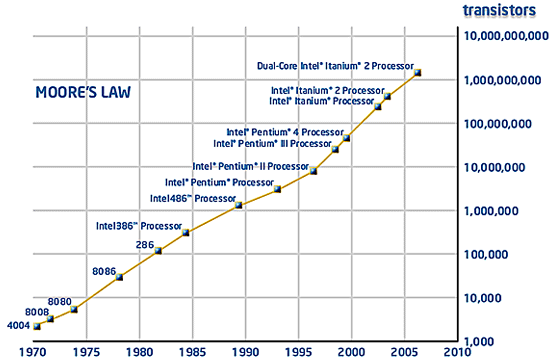 transistors
10,000,000,000
Dual-Core Intel® Itanium® 2 Processor
1,000,000,000
MOORE'S LAW
Intel® Itanium® 2 Processor
Intel® Itanium® Processor
100,000,000
Intel® Pentium® 4 Processor
Intel® Pentium® III Processor
10,000,000
Intel® Pentium® II Processor
Intel® Pentium® Processor
Intel486™ Processor
1,000,000
Intel386™ Processor
286
100,000
8086
10,000
8080
8008
4004
1,000
1970 1975 1980 1985 1990 1995 2000 2005 2010